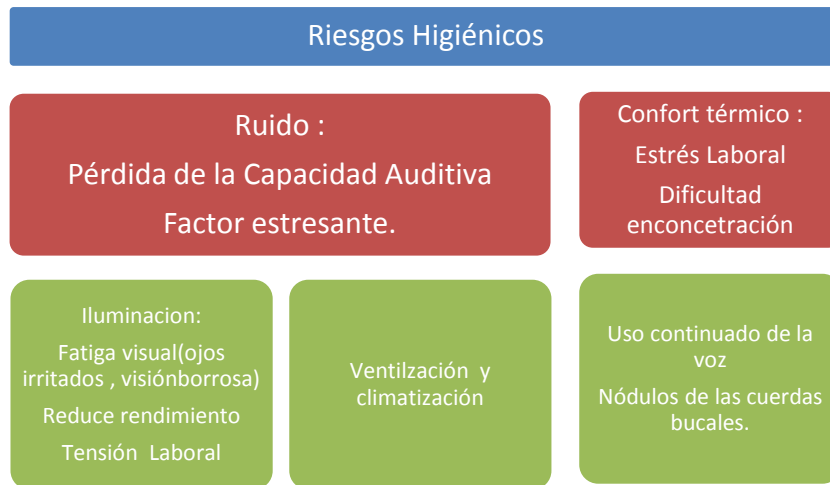 Riesgos Higiénicos
Ruido :
Pérdida de la Capacidad Auditiva
Factor estresante.
Confort térmico :
Estrés Laboral
Dificultad
enconcetración
Iluminacion:
Fatiga visual(ojos
irritados , visiónborrosa)
Reduce rendimiento
Tensión Laboral
Ventilzación y
climatización
Uso continuado de la
voz
Nódulos de las cuerdas
bucales.